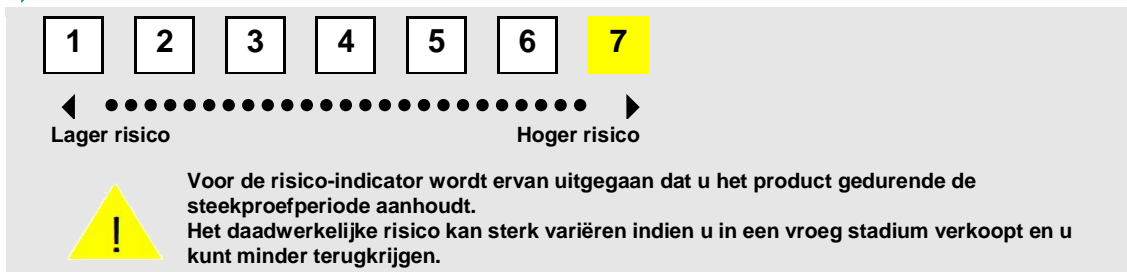 1 2 3 4 5 6 7
Lager risico Hoger risico
Voor de risico-indicator wordt ervan uitgegaan dat u het product gedurende de
steekproefperiode aanhoudt.
Het daadwerkelijke risico kan sterk variëren indien u in een vroeg stadium verkoopt en u
kunt minder terugkrijgen.
!